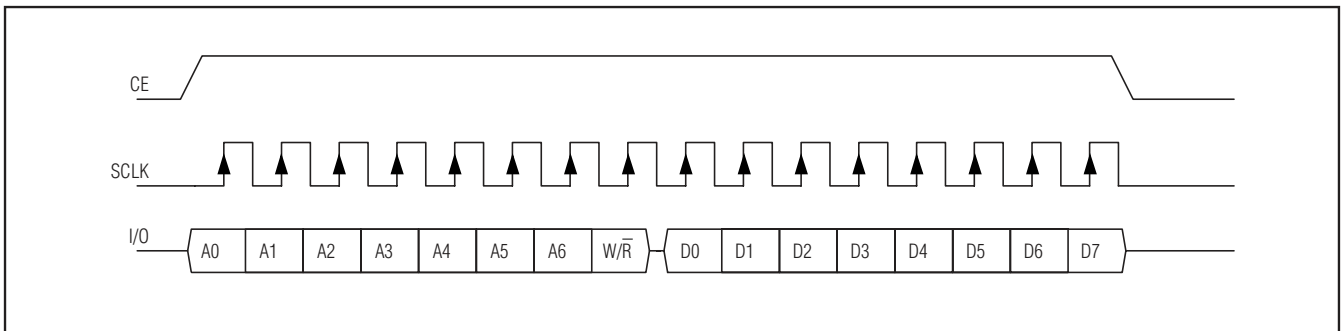 CE
SCLK
I/O A0 A1 A2 A3 A4 A5 A6 W/R̅ D0 D1 D2 D3 D4 D5 D6 D7